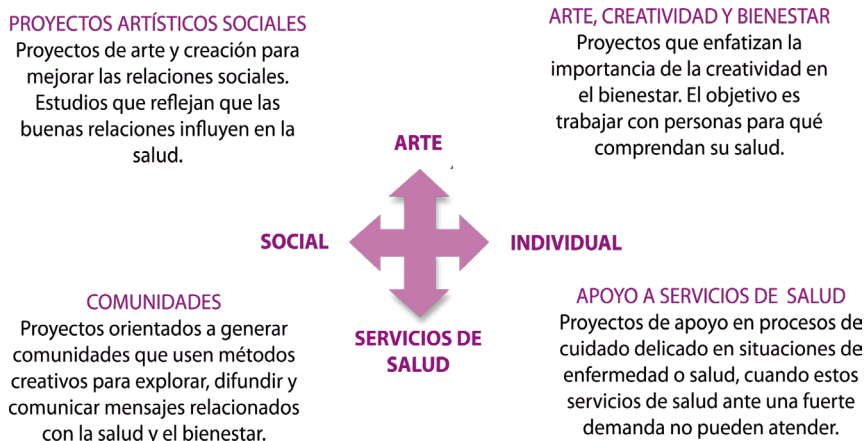 PROYECTOS ARTÍSTICOS SOCIALES
Proyectos de arte y creación para
mejorar las relaciones sociales.
Estudios que reflejan que las
buenas relaciones influyen en la
salud.
ARTE, CREATIVIDAD Y BIENESTAR
Proyectos que enfatizan la
importancia de la creatividad en
el bienestar. El objetivo es
trabajar con personas para qué
comprendan su salud.
ARTE
SOCIAL
INDIVIDUAL
SERVICIOS DE
SALUD
COMUNIDADES
Proyectos orientados a generar
comunidades que usen métodos
creativos para explorar, difundir y
comunicar mensajes relacionados
con la salud y el bienestar.
APOYO A SERVICIOS DE SALUD
Proyectos de apoyo en procesos de
cuidado delicado en situaciones de
enfermedad o salud, cuando estos
servicios de salud ante una fuerte
demanda no pueden atender.